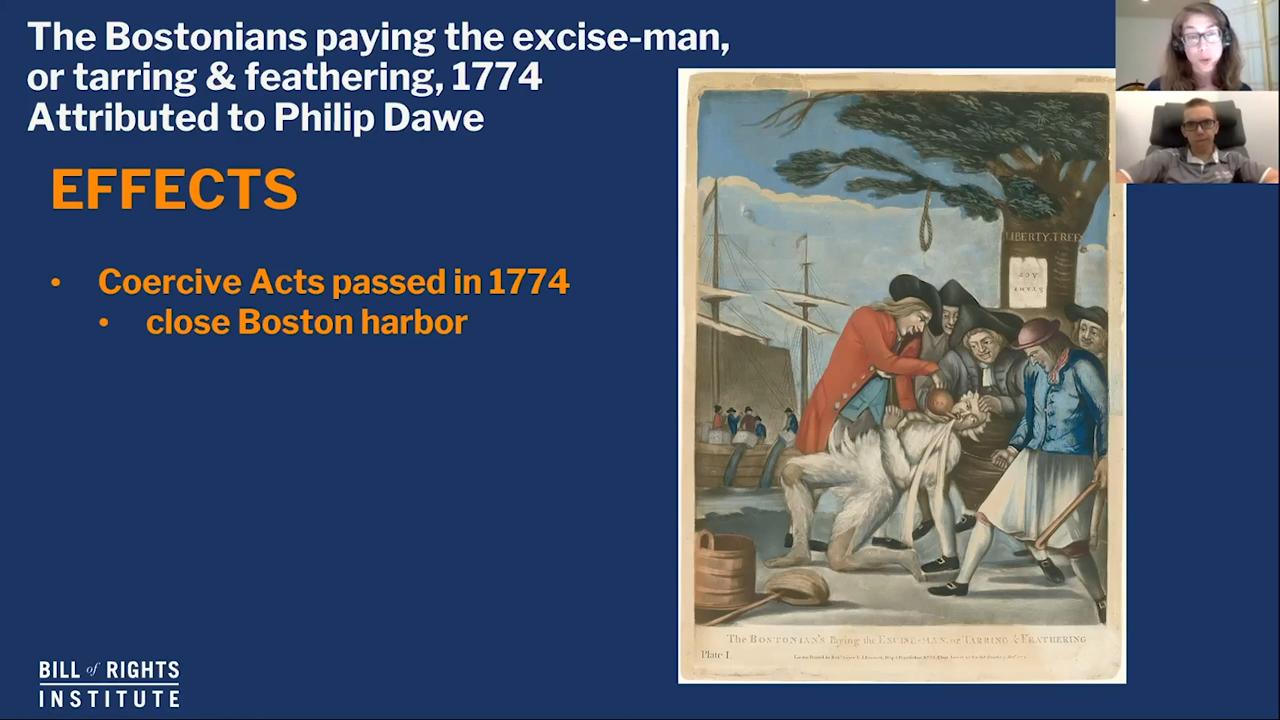 The Bostonians paying the excise-man,
or tarring & feathering, 1774
Attributed to Philip Dawe
EFFECTS
• Coercive Acts passed in 1774
• close Boston harbor
LIBERTY TREE
The BOSTONIAN'S Paying the EXCISE-MAN, or TARRING & FEATHERING
Plate I.
BILL of RIGHTS
INSTITUTE